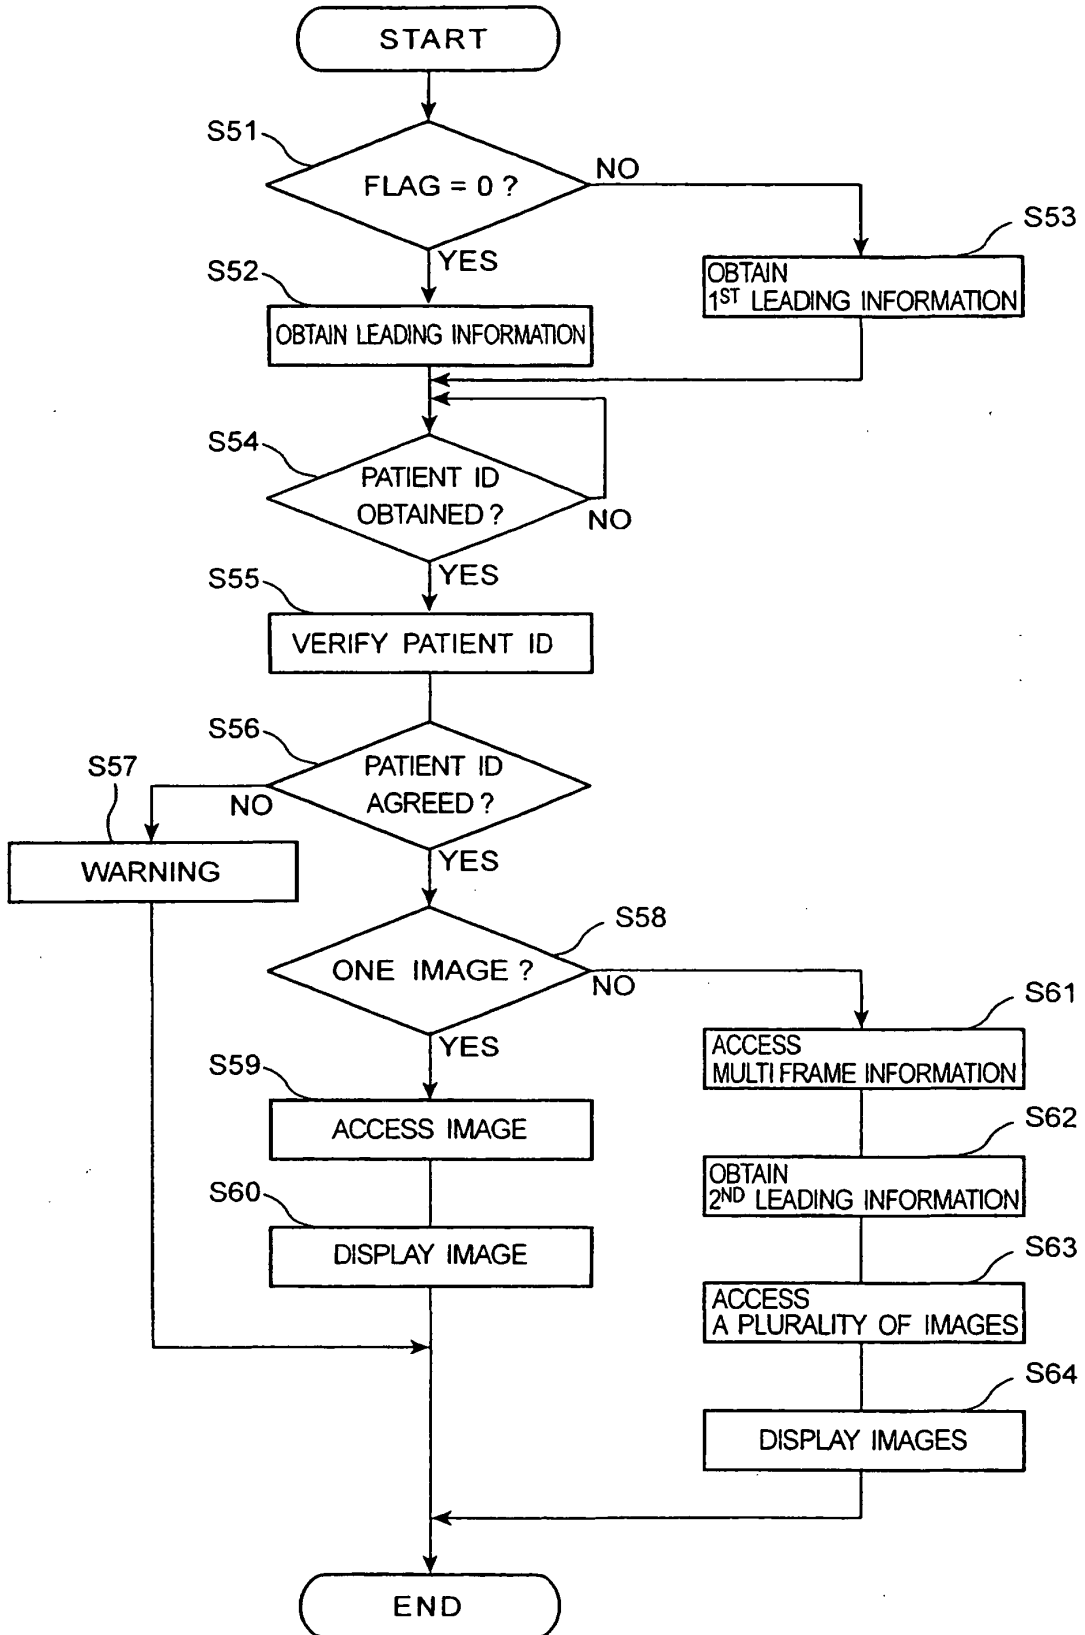 START
S51
FLAG = 0 ?
NO
YES
S53
OBTAIN
1ST LEADING INFORMATION
S52
OBTAIN LEADING INFORMATION
S54
PATIENT ID
OBTAINED ?
NO
YES
S55
VERIFY PATIENT ID
S56
PATIENT ID
AGREED ?
NO
YES
S57
WARNING
S58
ONE IMAGE ?
NO
YES
S59
ACCESS IMAGE
S60
DISPLAY IMAGE
S61
ACCESS
MULTI FRAME INFORMATION
S62
OBTAIN
2ND LEADING INFORMATION
S63
ACCESS
A PLURALITY OF IMAGES
S64
DISPLAY IMAGES
END